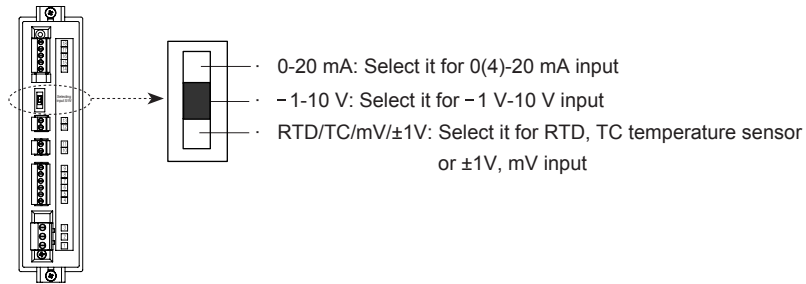 · 0-20 mA: Select it for 0(4)-20 mA input
· −1-10 V: Select it for −1 V-10 V input
· RTD/TC/mV/±1V: Select it for RTD, TC temperature sensor
or ±1V, mV input